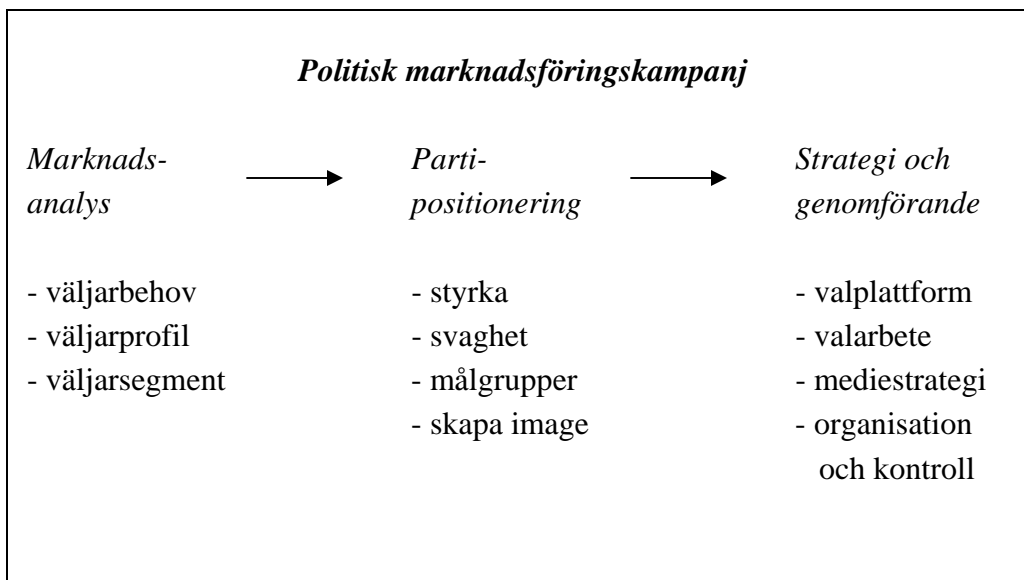 Politisk marknadsföringskampanj
Marknads-
analys
- väljarbehov
- väljarprofil
- väljarsegment
Parti-
positionering
- styrka
- svaghet
- målgrupper
- skapa image
Strategi och
genomförande
- valplattform
- valarbete
- mediestrategi
- organisation
och kontroll